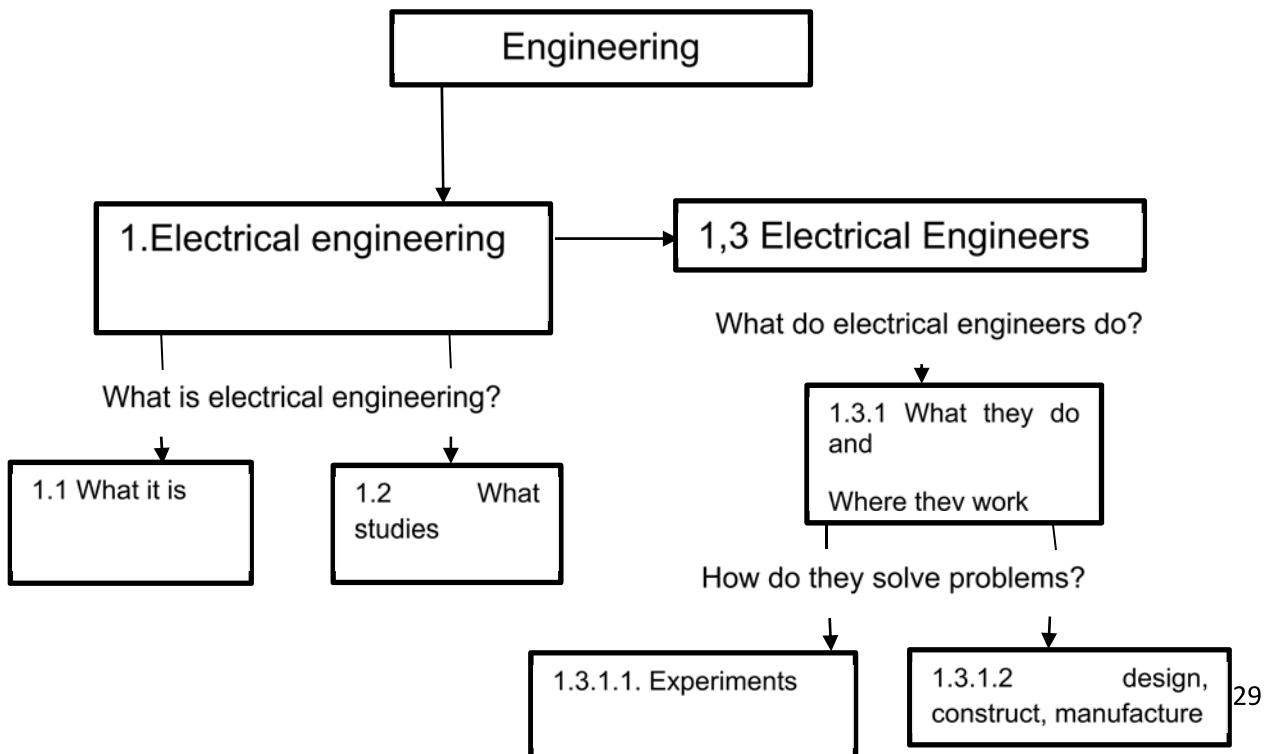 Engineering
1.Electrical engineering
1,3 Electrical Engineers
What do electrical engineers do?
What is electrical engineering?
1.3.1 What they do
and
Where they work
1.1 What it is
1.2 What
studies
How do they solve problems?
1.3.1.1. Experiments
1.3.1.2 design,
construct, manufacture
29